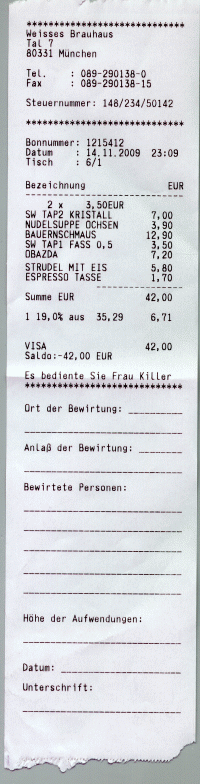 *****************************
Weisses Brauhaus
Tal 7
80331 München
Tel. : 089-290138-0
Fax : 089-290138-15
Steuernummer: 148/234/50142
*****************************
Bonnummer: 1215412
Datum : 14.11.2009 23:09
Tisch : 6/1
Bezeichnung EUR
2 x 3,50EUR
SW TAP2 KRISTALL 7,00
NUDELSUPPE OCHSEN 3,90
BAUERNSCHMAUS 12,90
SW TAP1 FASS 0,5 3,50
OBAZDA 7,20
STRUDEL MIT EIS 5,80
ESPRESSO TASSE 1,70
Summe EUR 42,00
1 19,0% aus 35,29 6,71
VISA 42,00
Saldo:-42,00 EUR
Es bediente Sie Frau Killer
*****************************
Ort der Bewirtung: __________
Anlaß der Bewirtung: ________
Bewirtete Personen:
Höhe der Aufwendungen:
Datum: ______________________
Unterschrift: